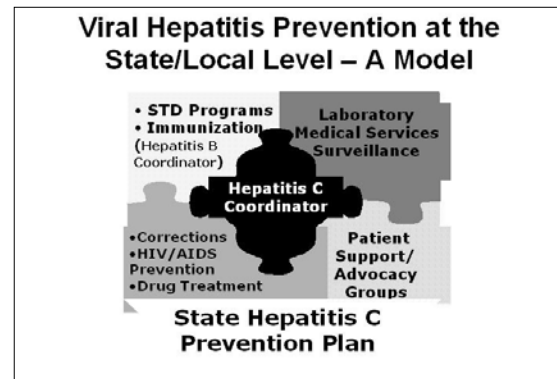 Viral Hepatitis Prevention at the
State/Local Level – A Model
• STD Programs
• Immunization
(Hepatitis B
Coordinator)
Laboratory
Medical Services
Surveillance
Hepatitis C
Coordinator
•Corrections
•HIV/AIDS
Prevention
•Drug Treatment
Patient
Support/
Advocacy
Groups
State Hepatitis C
Prevention Plan